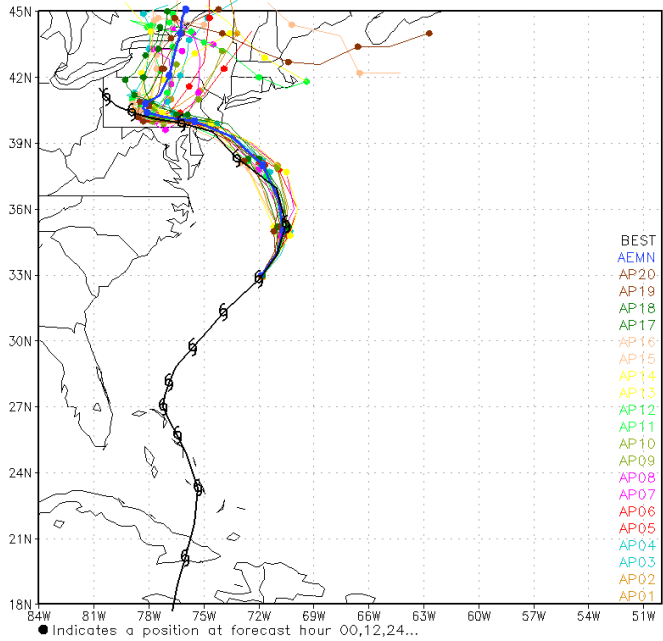 45N
42N
39N
36N
33N
30N
27N
24N
21N
18N
BEST
AEMN
AP20
AP19
AP18
AP17
AP16
AP15
AP14
AP13
AP12
AP11
AP10
AP09
AP08
AP07
AP06
AP05
AP04
AP03
AP02
AP01
84W 81W 78W 75W 72W 69W 66W 63W 60W 57W 54W 51W
Indicates a position at forecast hour 00,12,24...